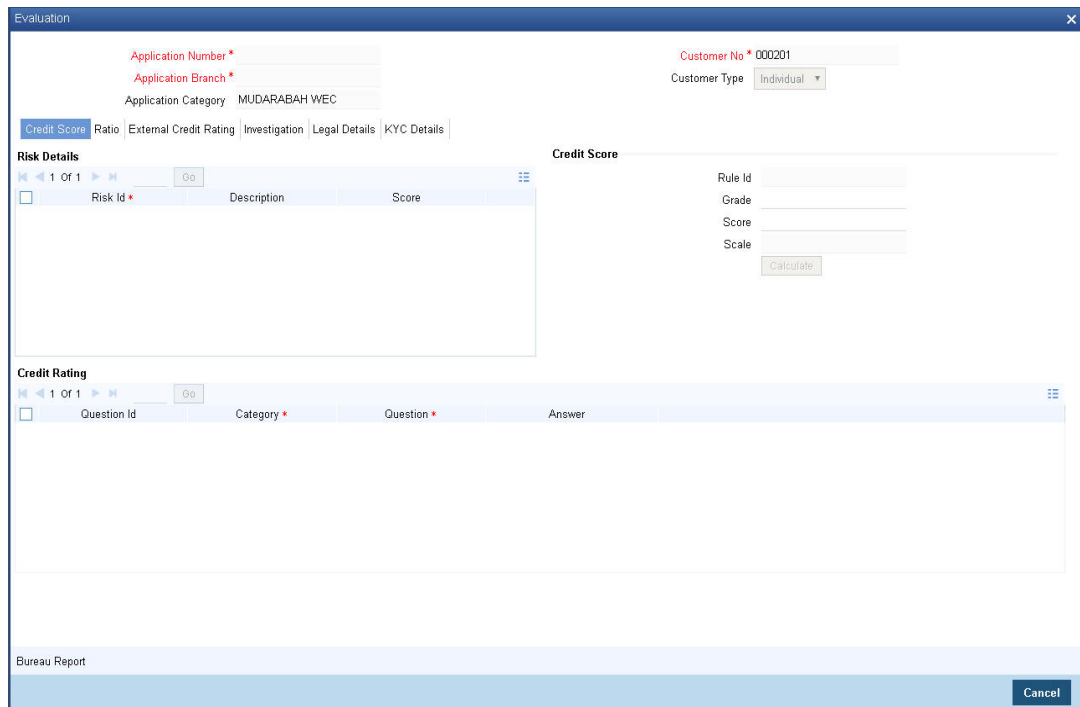 Evaluation
Application Number * Customer No * 000201
Application Branch * Customer Type Individual
Application Category MUDARABAH WEC
Credit Score Ratio External Credit Rating Investigation Legal Details KYC Details
Risk Details
1 Of 1 Go
Risk Id * Description Score
Credit Score
Rule Id
Grade
Score
Scale
Calculate
Credit Rating
1 Of 1 Go
Question Id Category * Question * Answer
Bureau Report
Cancel